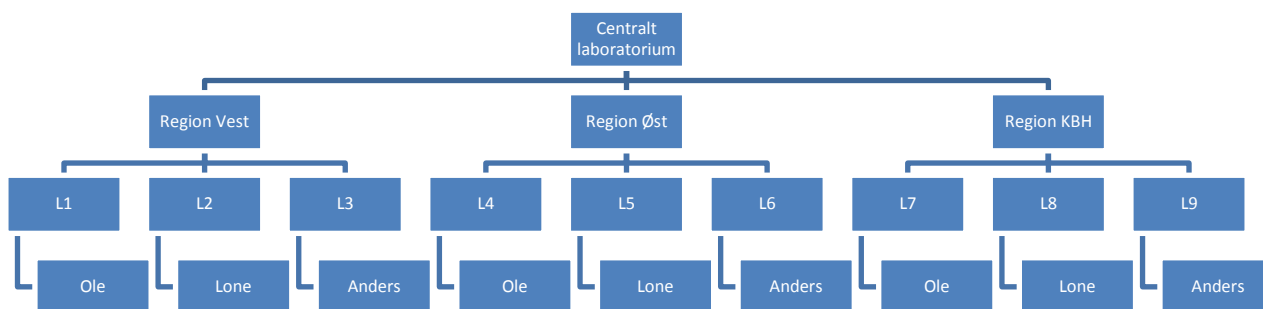 Centralt
laboratorium
Region Vest
Region Øst
Region KBH
L1
L2
L3
L4
L5
L6
L7
L8
L9
Ole
Lone
Anders
Ole
Lone
Anders
Ole
Lone
Anders